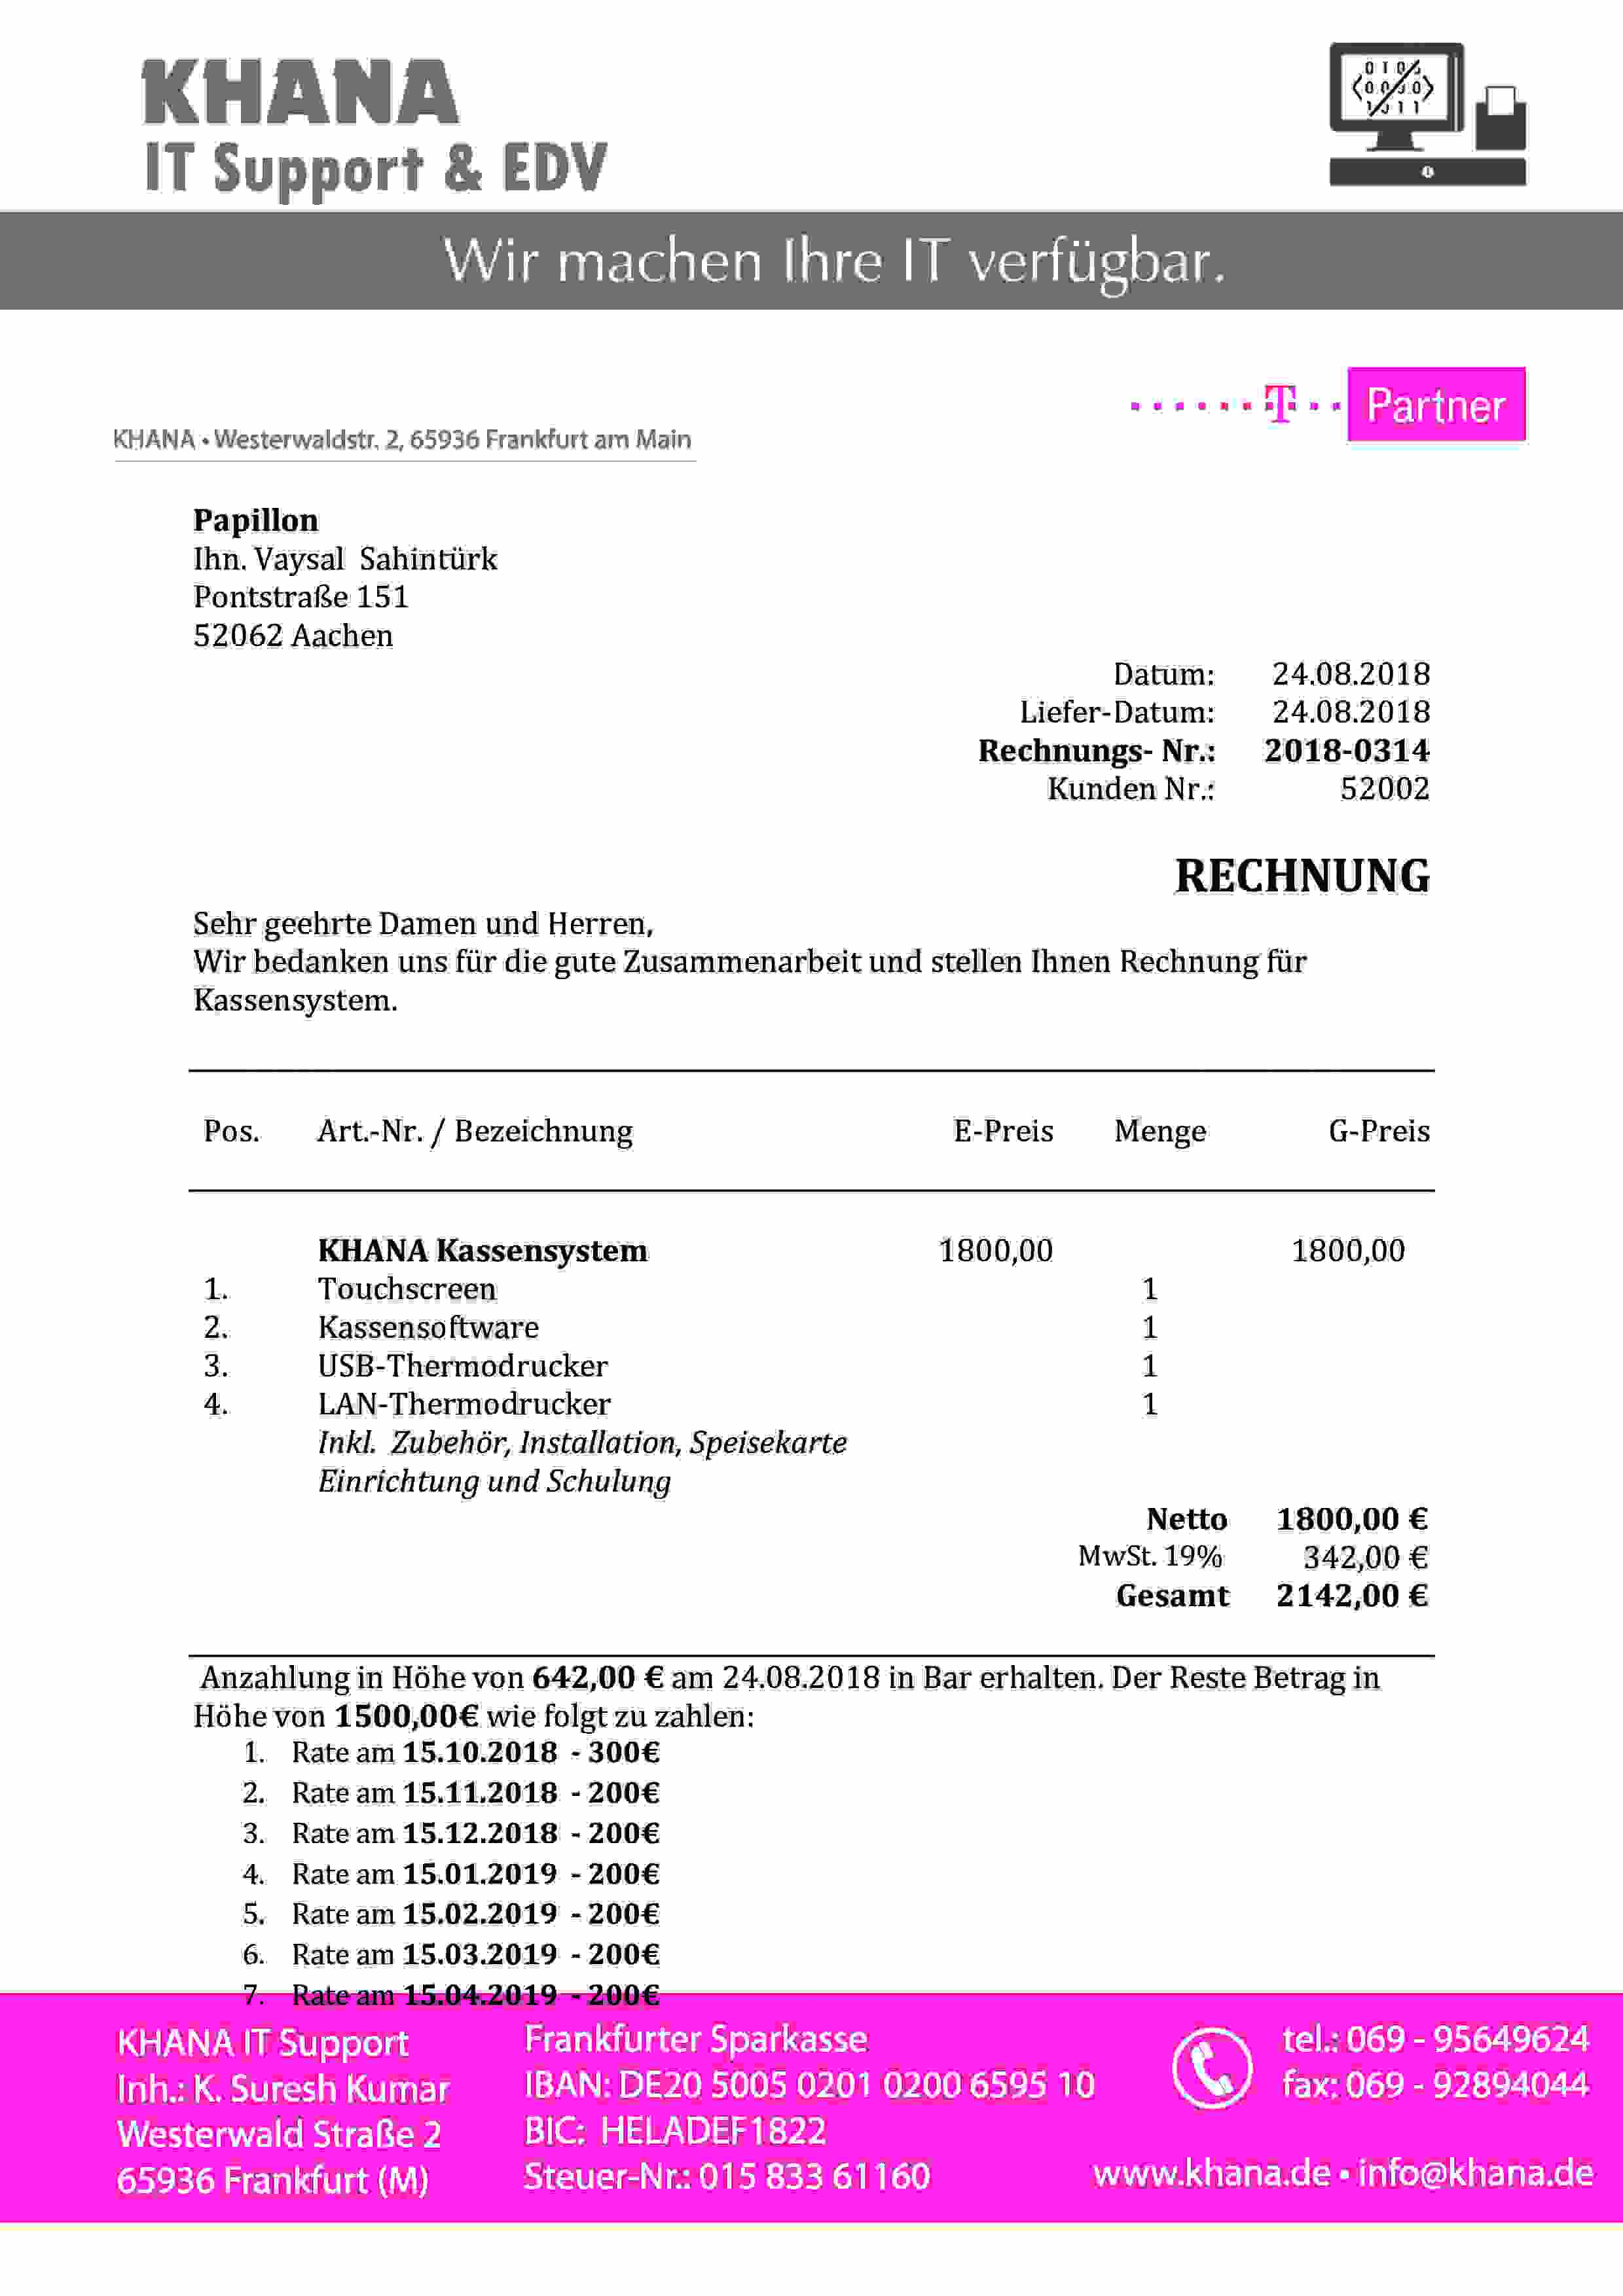 KHANA
IT Support & EDV
Wir machen Ihre IT verfügbar.
T Partner
KHANA • Westerwaldstr. 2, 65936 Frankfurt am Main
Papillon
Ihn. Vaysal Sahintürk
Pontstraße 151
52062 Aachen
Datum: 24.08.2018
Liefer-Datum: 24.08.2018
Rechnungs- Nr.: 2018-0314
Kunden Nr.: 52002
RECHNUNG
Sehr geehrte Damen und Herren,
Wir bedanken uns für die gute Zusammenarbeit und stellen Ihnen Rechnung für
Kassensystem.
Pos. Art.-Nr. / Bezeichnung E-Preis Menge G-Preis
KHANA Kassensystem 1800,00 1800,00
1. Touchscreen 1
2. Kassensoftware 1
3. USB-Thermodrucker 1
4. LAN-Thermodrucker 1
Inkl. Zubehör, Installation, Speisekarte
Einrichtung und Schulung
Netto 1800,00 €
MwSt. 19% 342,00 €
Gesamt 2142,00 €
Anzahlung in Höhe von 642,00 € am 24.08.2018 in Bar erhalten. Der Reste Betrag in
Höhe von 1500,00€ wie folgt zu zahlen:
1. Rate am 15.10.2018 - 300€
2. Rate am 15.11.2018 - 200€
3. Rate am 15.12.2018 - 200€
4. Rate am 15.01.2019 - 200€
5. Rate am 15.02.2019 - 200€
6. Rate am 15.03.2019 - 200€
7. Rate am 15.04.2019 - 200€
KHANA IT Support
Inh.: K. Suresh Kumar
Westerwald Straße 2
65936 Frankfurt (M)
Frankfurter Sparkasse
IBAN: DE20 5005 0201 0200 6595 10
BIC: HELADEF1822
Steuer-Nr.: 015 833 61160
tel.: 069 - 95649624
fax: 069 - 92894044
www.khana.de • info@khana.de